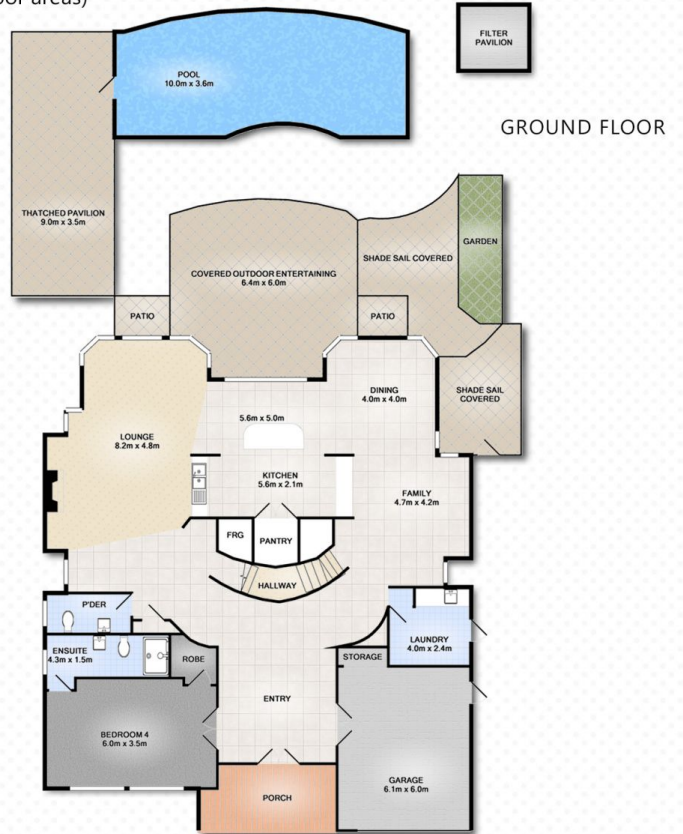 oor areas)
FILTER
PAVILION
POOL
10.0m x 3.6m
GROUND FLOOR
THATCHED PAVILION
9.0m x 3.5m
GARDEN
SHADE SAIL COVERED
COVERED OUTDOOR ENTERTAINING
6.4m x 6.0m
PATIO
PATIO
DINING
4.0m x 4.0m
SHADE SAIL
COVERED
5.6m x 5.0m
LOUNGE
8.2m x 4.8m
KITCHEN
5.6m x 2.1m
FAMILY
4.7m x 4.2m
FRG
PANTRY
HALLWAY
P'DER
LAUNDRY
4.0m x 2.4m
ENSUITE
4.3m x 1.5m
ROBE
STORAGE
ENTRY
BEDROOM 4
6.0m x 3.5m
GARAGE
6.1m x 6.0m
PORCH